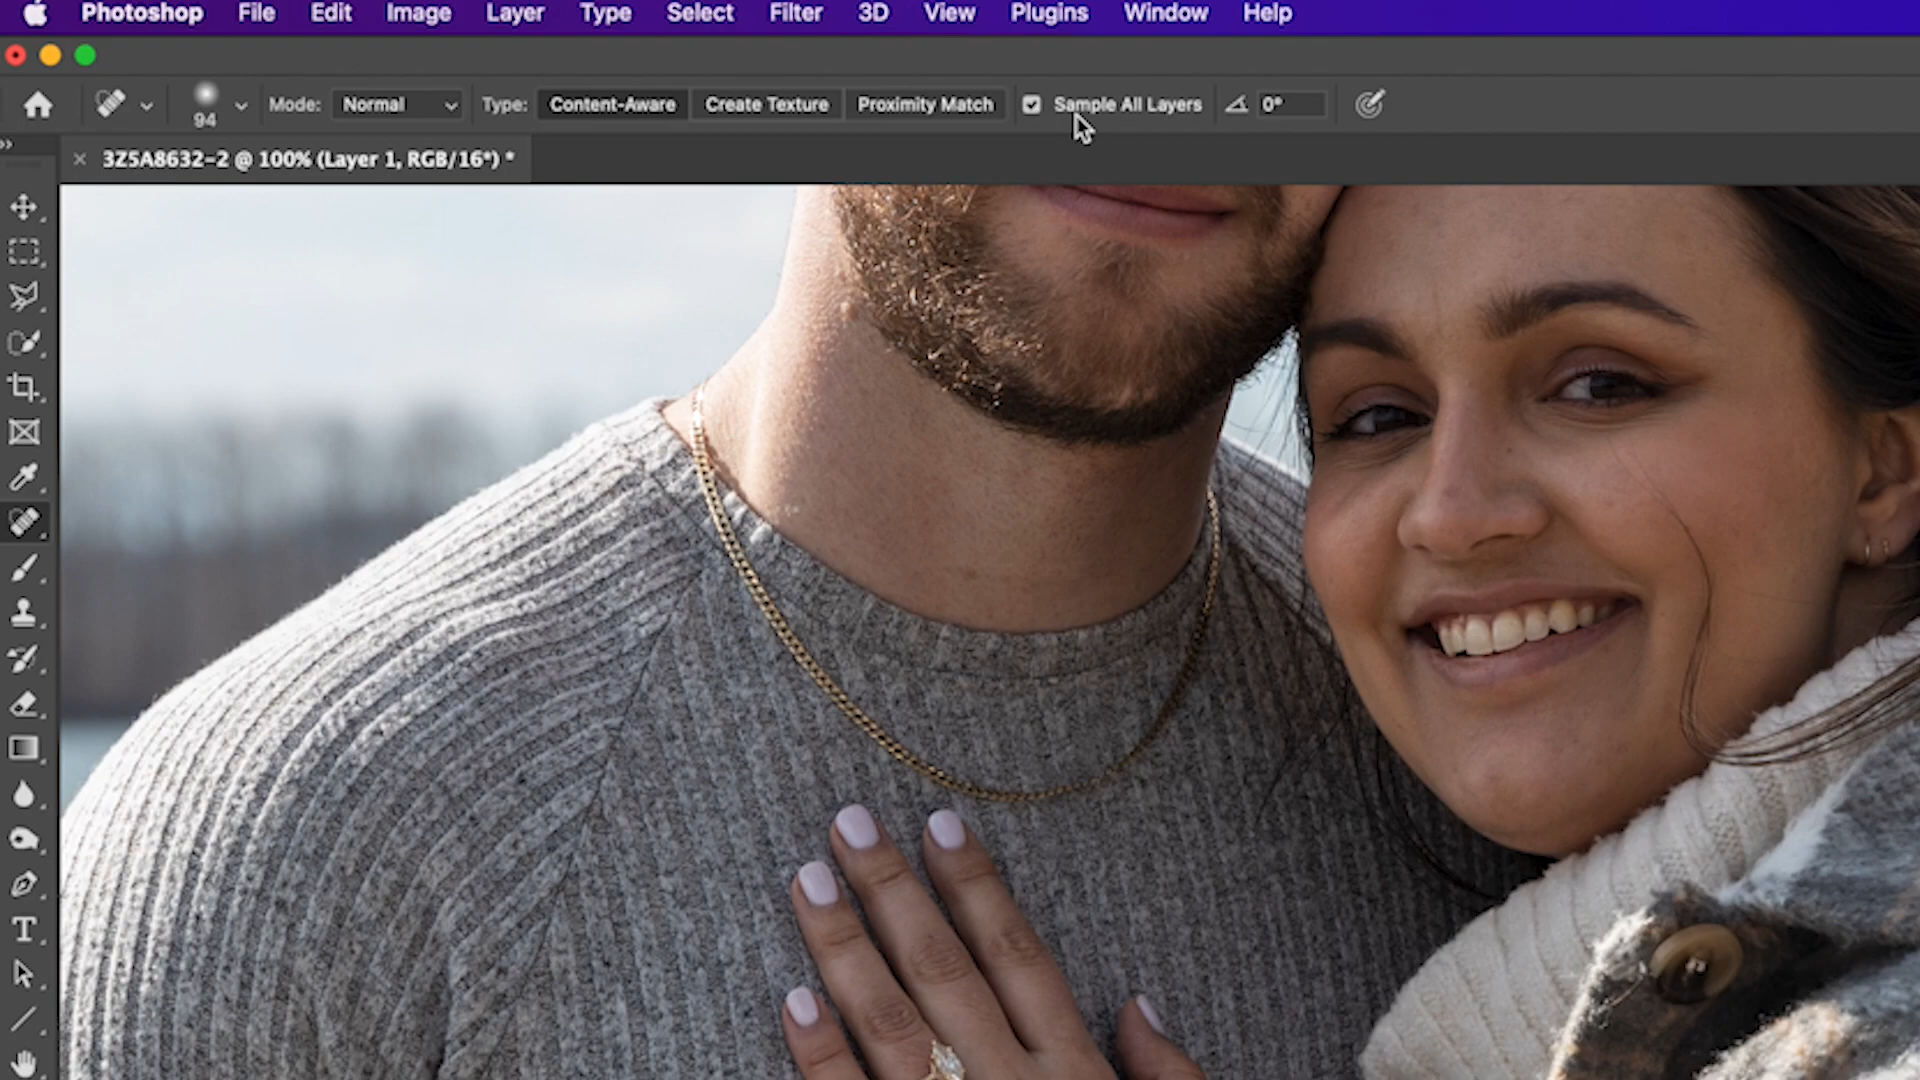 Photoshop File Edit Image Layer Type Select Filter 3D View Plugins Window Help
94 Mode: Normal Type: Content-Aware Create Texture Proximity Match Sample All Layers 0°
3Z5A8632-2 @ 100% (Layer 1, RGB/16*) *